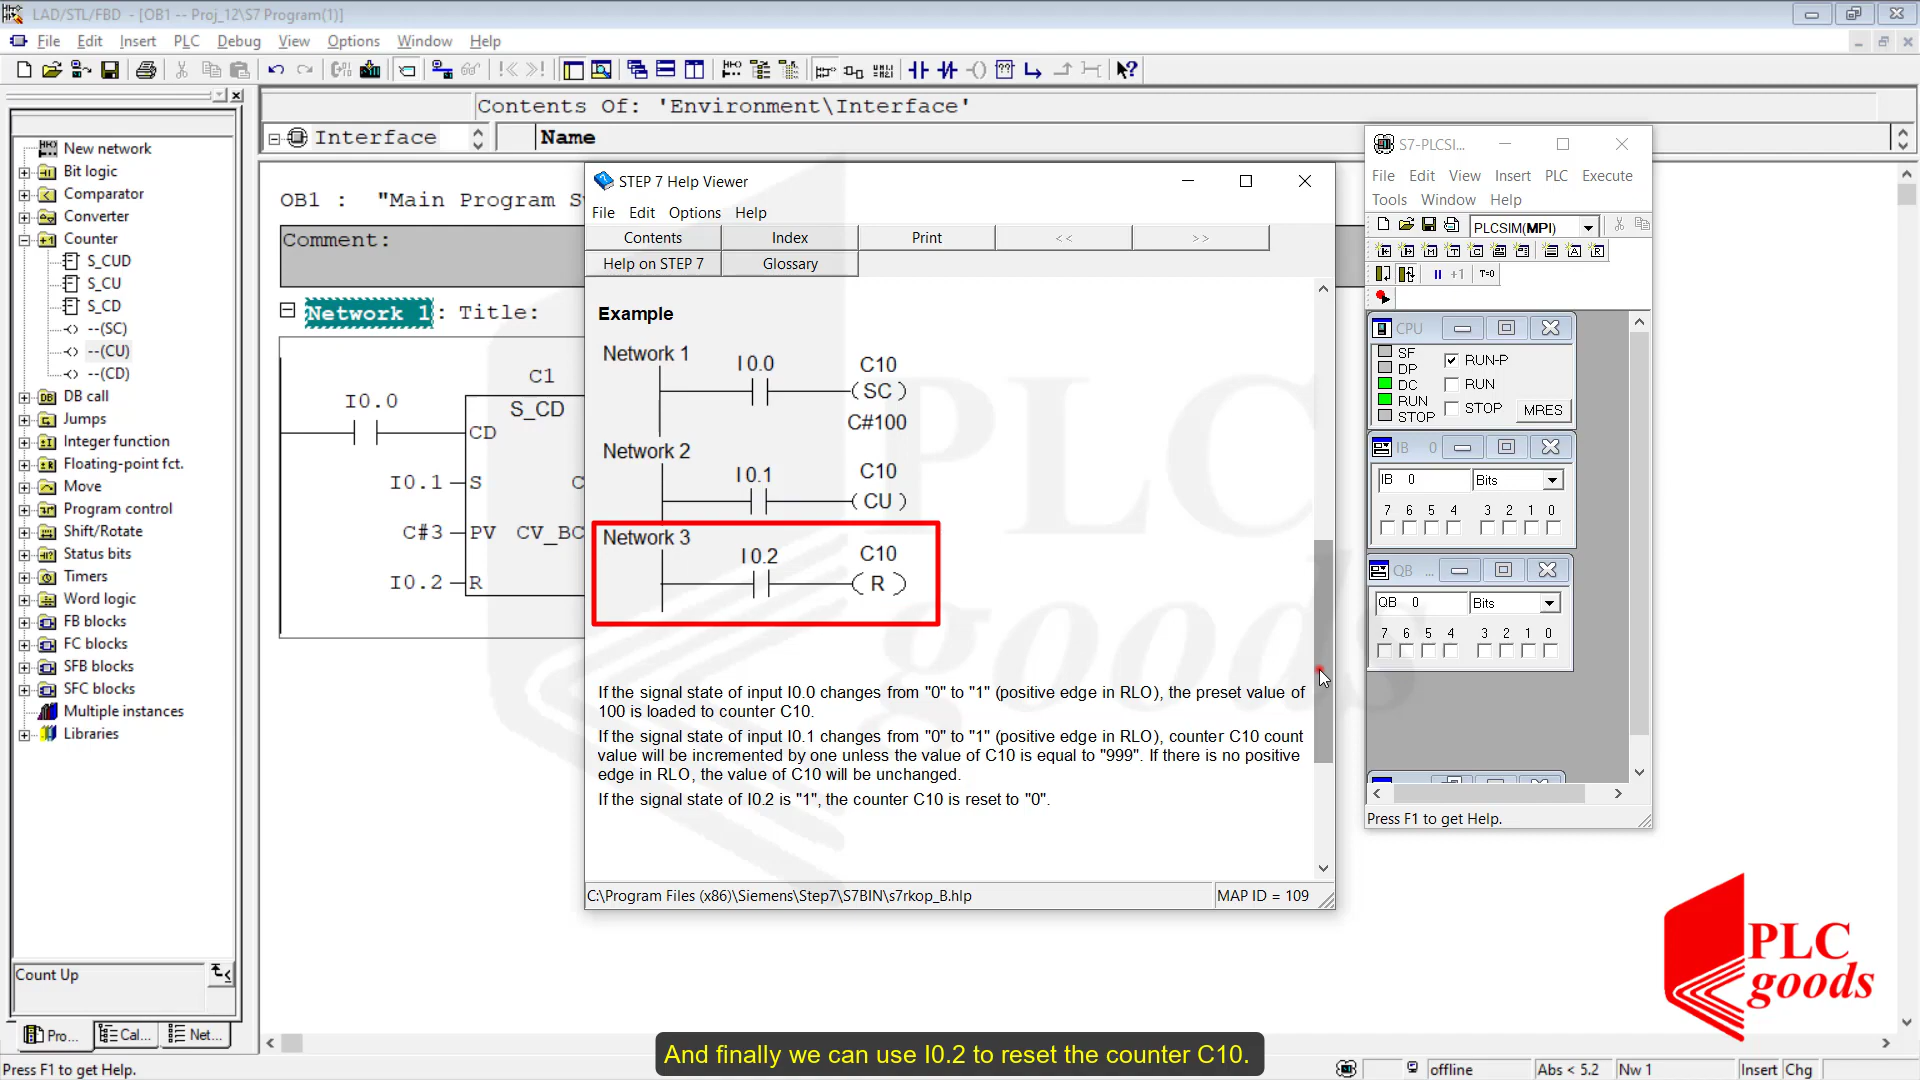 LAD/STL/FBD - [OB1 -- Proj_12\S7 Program(1)]
File Edit Insert PLC Debug View Options Window Help
Contents Of: 'Environment\Interface'
Interface
Name
New network
Bit logic
Comparator
Converter
Counter
S_CUD
S_CU
S_CD
--(SC)
--(CU)
--(CD)
DB call
Jumps
Integer function
Floating-point fct.
Move
Program control
Shift/Rotate
Status bits
Timers
Word logic
FB blocks
FC blocks
SFB blocks
SFC blocks
Multiple instances
Libraries
Count Up
Pro... Cal... Net...
Press F1 to get Help.
OB1 : "Main Program S
Comment:
Network 1: Title:
C1
I0.0
S_CD
CD
I0.1 S C
C#3 PV CV_BC
I0.2 R
STEP 7 Help Viewer
File Edit Options Help
Contents Index Print << >>
Help on STEP 7 Glossary
Example
Network 1
I 0.0 C10
( SC )
C#100
Network 2
I 0.1 C10
( CU )
Network 3
I 0.2 C10
( R )
If the signal state of input I0.0 changes from "0" to "1" (positive edge in RLO), the preset value of
100 is loaded to counter C10.
If the signal state of input I0.1 changes from "0" to "1" (positive edge in RLO), counter C10 count
value will be incremented by one unless the value of C10 is equal to "999". If there is no positive
edge in RLO, the value of C10 will be unchanged.
If the signal state of I0.2 is "1", the counter C10 is reset to "0".
C:\Program Files (x86)\Siemens\Step7\S7BIN\s7rkop_B.hlp
MAP ID = 109
S7-PLCSI...
File Edit View Insert PLC Execute
Tools Window Help
PLCSIM(MPI)
+1 T=0
CPU
SF
DP
DC
RUN
STOP
RUN-P
RUN
STOP
MRES
IB 0
IB 0 Bits
7 6 5 4 3 2 1 0
QB ...
QB 0 Bits
7 6 5 4 3 2 1 0
Press F1 to get Help.
PLC
goods
PLC
goods
And finally we can use I0.2 to reset the counter C10.
offline
Abs < 5.2
Nw 1
Insert
Chg